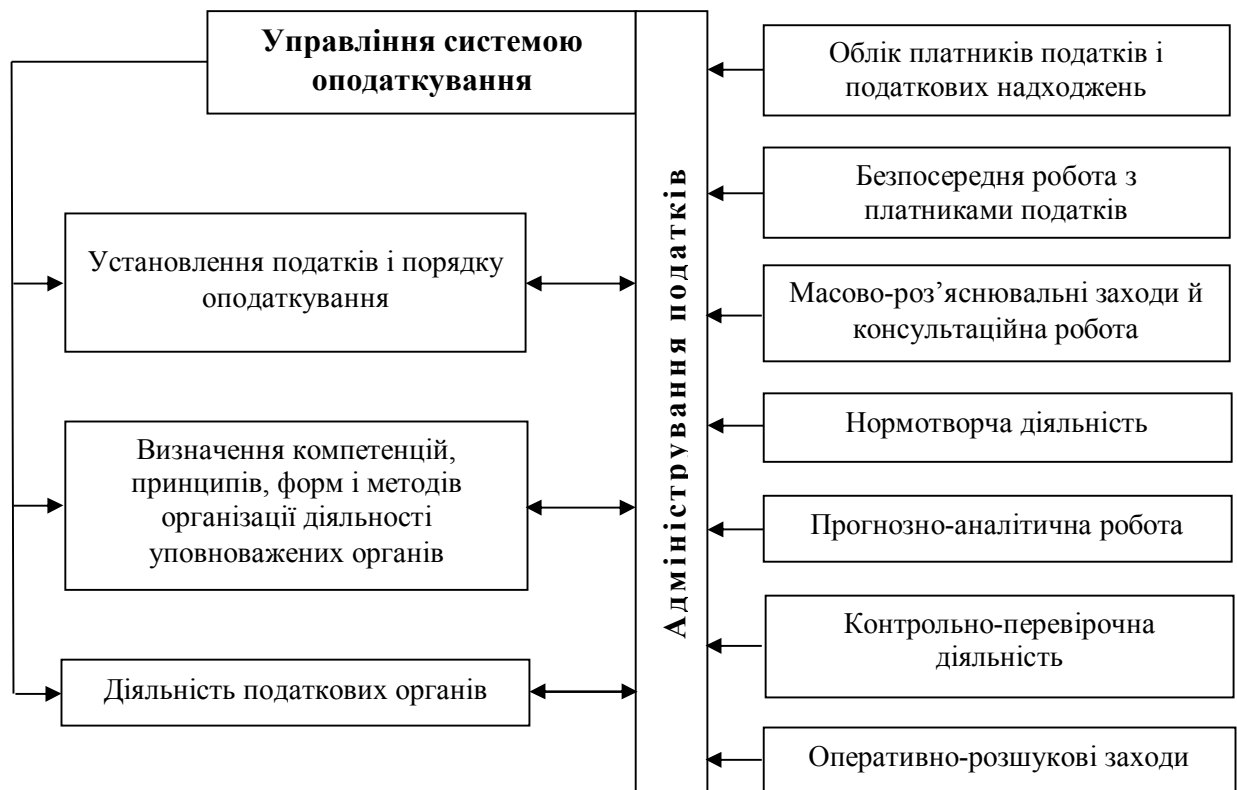 Управління системою
оподаткування
Установлення податків і порядку
оподаткування
Визначення компетенцій,
принципів, форм і методів
організації діяльності
уповноважених органів
Діяльність податкових органів
Адміністрування податків
Облік платників податків і
податкових надходжень
Безпосередня робота з
платниками податків
Масово-роз’яснювальні заходи й
консультаційна робота
Нормотворча діяльність
Прогнозно-аналітична робота
Контрольно-перевірочна
діяльність
Оперативно-розшукові заходи